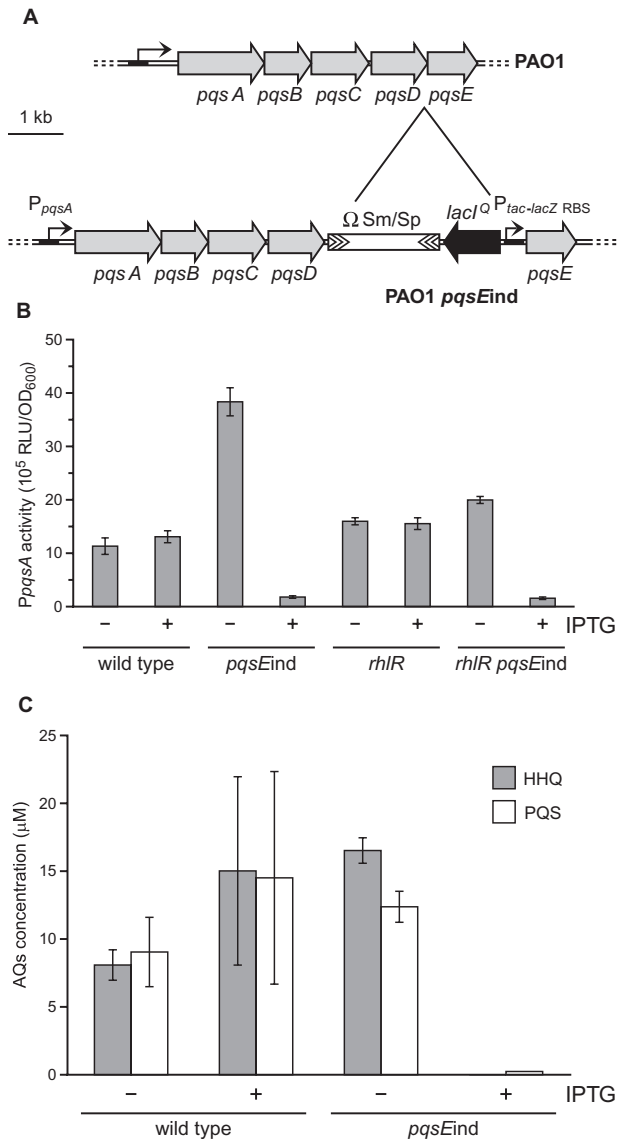 A
PAO1
pqsA pqsB pqsC pqsD pqsE
1 kb
PpqsA
Ω Sm/Sp
lacIQ
Ptac-lacZ RBS
pqsA pqsB pqsC pqsD
pqsE
PAO1 pqsEind
B
PpqsA activity (10⁵ RLU/OD₆₀₀)
50
40
30
20
10
0
– + – + – + – + IPTG
wild type pqsEind rhlR rhlR pqsEind
C
AQs concentration (μM)
25
20
15
10
5
0
HHQ
PQS
– + – + IPTG
wild type pqsEind